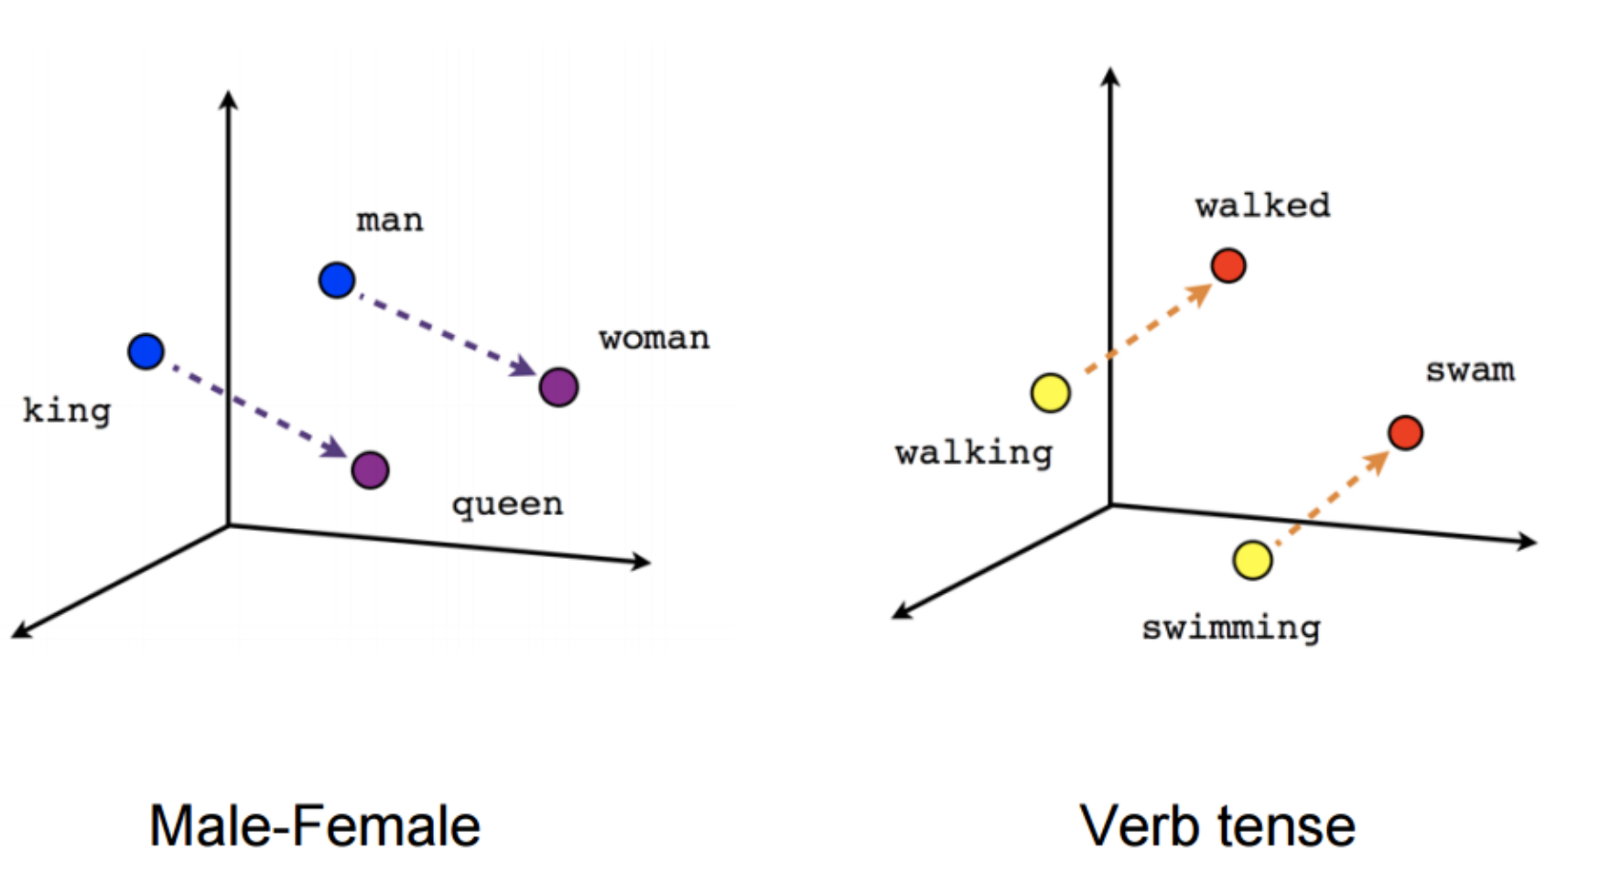 man
woman
king
queen
Male-Female
walked
swam
walking
swimming
Verb tense